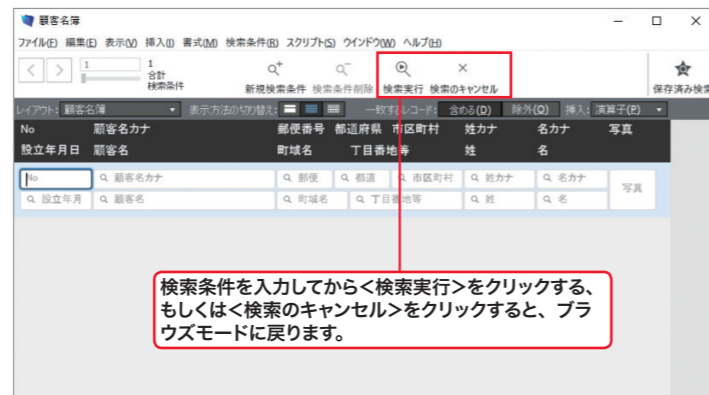 顧客名簿
ファイル(F) 編集(E) 表示(V) 挿入(I) 書式(M) 検索条件(R) スクリプト(S) ウインドウ(W) ヘルプ(H)
1
1
合計
検索条件
新規検索条件 検索条件削除 検索実行 検索のキャンセル
保存済み検索
レイアウト: 顧客名簿 表示方法の切り替え: 一致するレコード: 含める(D) 除外(O) 挿入: 演算子(P)
No 顧客名カナ 郵便番号 都道府県 市区町村 姓カナ 名カナ 写真
設立年月日 顧客名 町域名 丁目番地等 姓 名
No 顧客名カナ 郵便 都道 市区町村 姓カナ 名カナ 写真
設立年月 顧客名 町域名 丁目番地等 姓 名
検索条件を入力してから<検索実行>をクリックする、
もしくは<検索のキャンセル>をクリックすると、ブラ
ウズモードに戻ります。